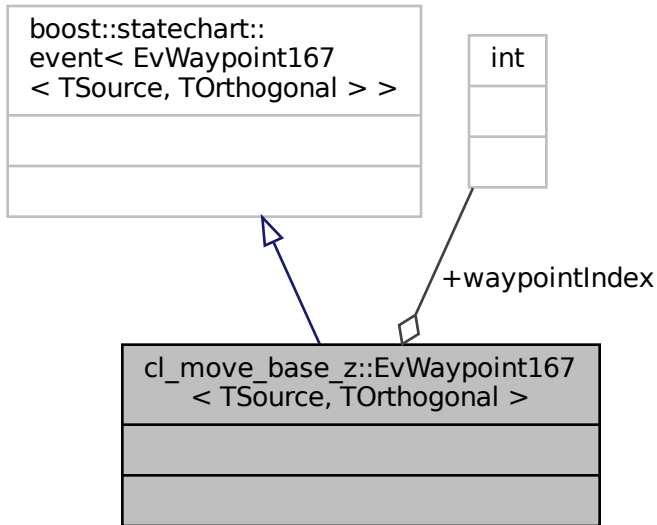 boost::statechart::
event< EvWaypoint167
< TSource, TOrthogonal > >
int
+waypointIndex
cl_move_base_z::EvWaypoint167
< TSource, TOrthogonal >